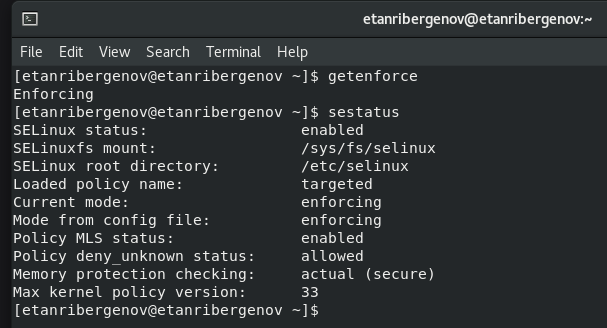 etanribergenov@etanribergenov:~
File Edit View Search Terminal Help
[etanribergenov@etanribergenov ~]$ getenforce
Enforcing
[etanribergenov@etanribergenov ~]$ sestatus
SELinux status:                 enabled
SELinuxfs mount:                /sys/fs/selinux
SELinux root directory:         /etc/selinux
Loaded policy name:             targeted
Current mode:                   enforcing
Mode from config file:          enforcing
Policy MLS status:              enabled
Policy deny_unknown status:     allowed
Memory protection checking:     actual (secure)
Max kernel policy version:      33
[etanribergenov@etanribergenov ~]$